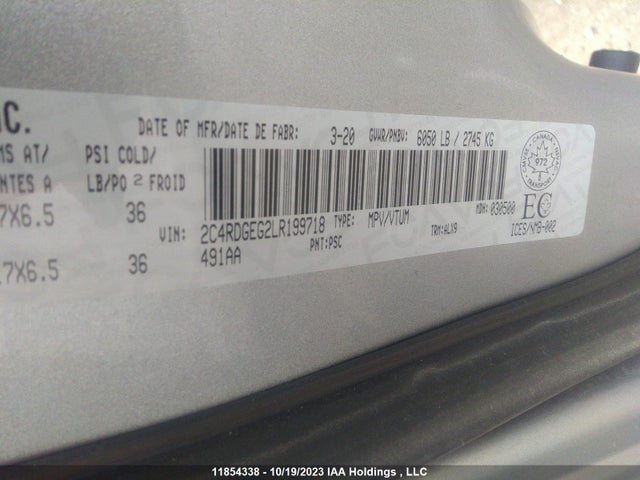 C.
DATE OF MFR/DATE DE FABR: 3-20 GVWR/PNBV: 6050 LB / 2745 KG
MS AT/ PSI COLD/
NTES A LB/PO 2 FROID
7X6.5 36
VIN: 2C4RDGEG2LR199718 TYPE: MPV/VTUM MDH: 030500
491AA PNT:PSC TRM:ALX9
7X6.5 36
CANADA
972
TRANSPORT
EC
ICES/NMB-002
11854338 - 10/19/2023 IAA Holdings , LLC